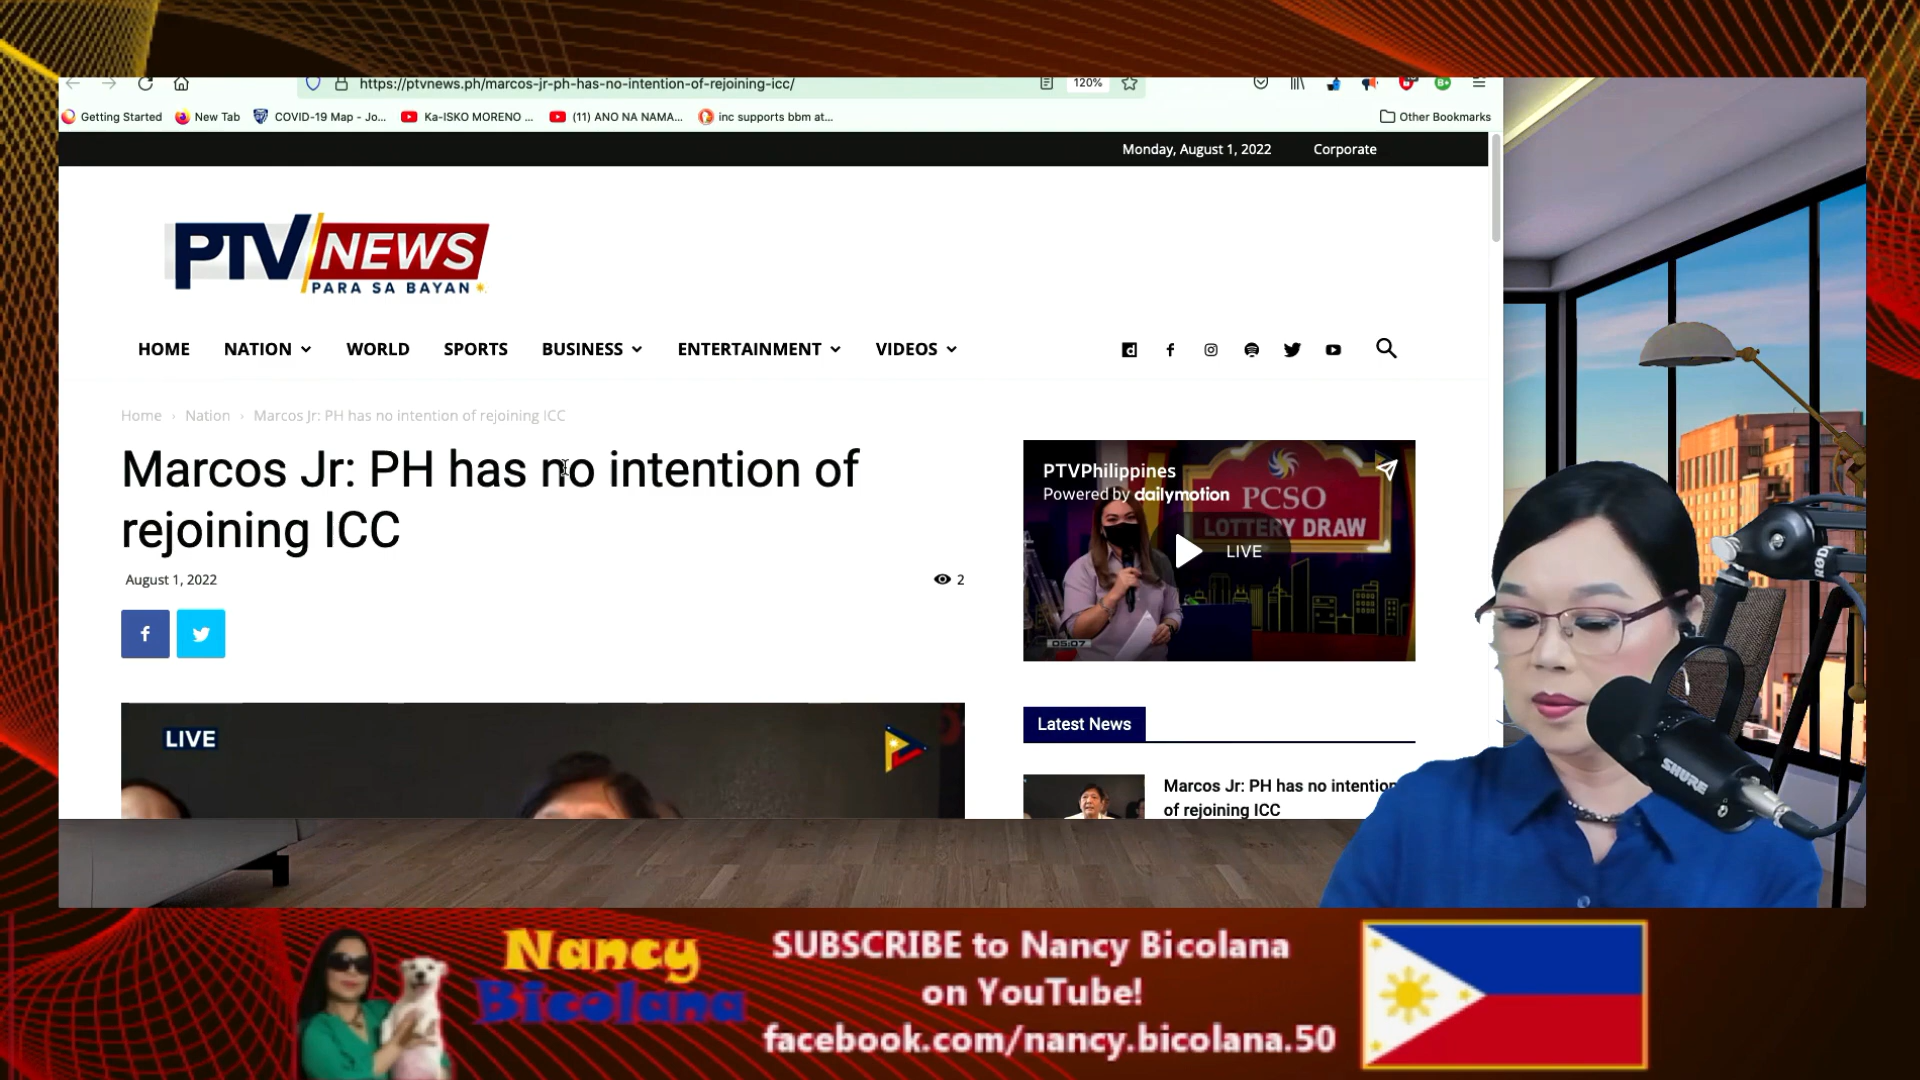 https://ptvnews.ph/marcos-jr-ph-has-no-intention-of-rejoining-icc/
120%
Getting Started
New Tab
COVID-19 Map - Jo...
Ka-ISKO MORENO ...
(11) ANO NA NAMA...
inc supports bbm at...
Other Bookmarks
Monday, August 1, 2022
Corporate
PTV NEWS
PARA SA BAYAN
HOME
NATION
WORLD
SPORTS
BUSINESS
ENTERTAINMENT
VIDEOS
Home › Nation › Marcos Jr: PH has no intention of rejoining ICC
Marcos Jr: PH has no intention of
rejoining ICC
August 1, 2022
2
PTVPhilippines
Powered by dailymotion
PCSO
LOTTERY DRAW
LIVE
05:07
LIVE
Latest News
Marcos Jr: PH has no intention
of rejoining ICC
RØD
SHURE
Nancy
Bicolana
SUBSCRIBE to Nancy Bicolana
on YouTube!
facebook.com/nancy.bicolana.50